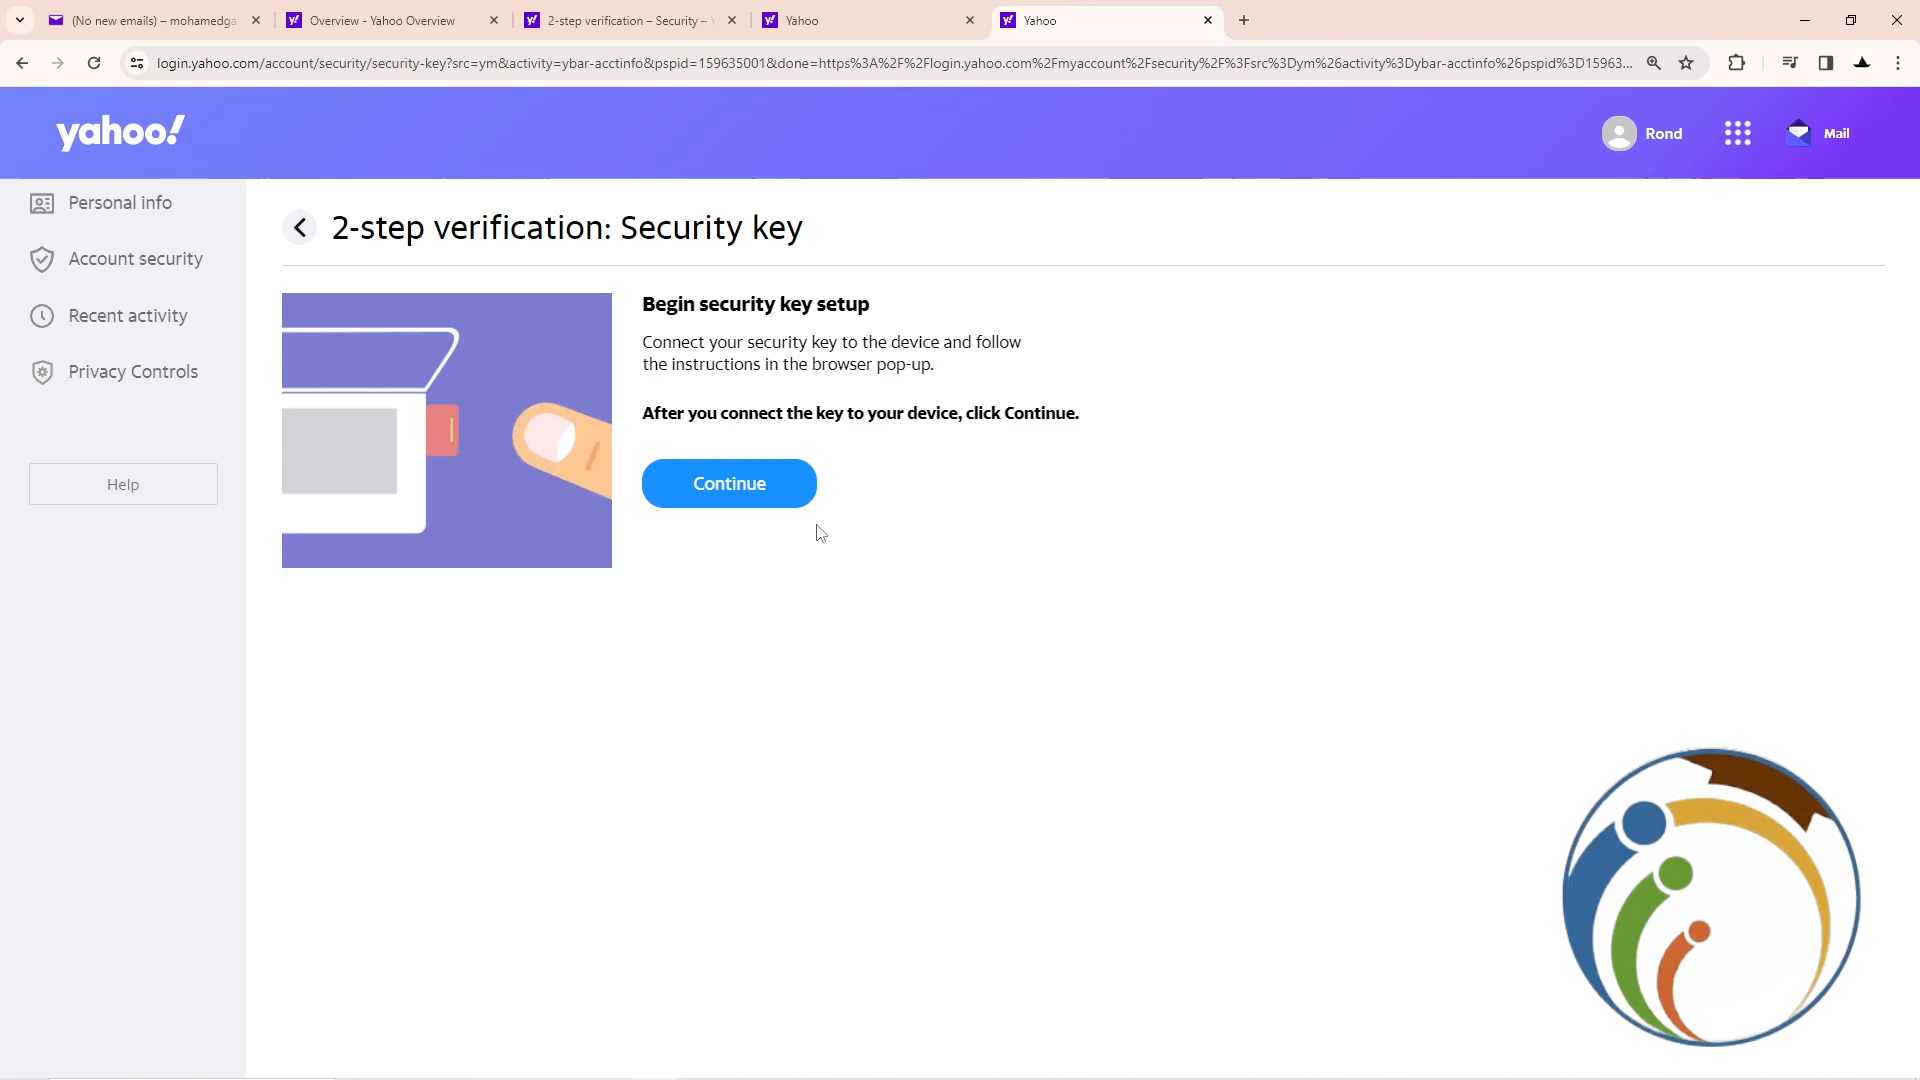 (No new emails) – mohamedga
Overview - Yahoo Overview
2-step verification – Security –
Yahoo
Yahoo
login.yahoo.com/account/security/security-key?src=ym&activity=ybar-acctinfo&pspid=159635001&done=https%3A%2F%2Flogin.yahoo.com%2Fmyaccount%2Fsecurity%2F%3Fsrc%3Dym%26activity%3Dybar-acctinfo%26pspid%3D15963...
yahoo!
Rond
Mail
Personal info
Account security
Recent activity
Privacy Controls
Help
2-step verification: Security key
Begin security key setup
Connect your security key to the device and follow
the instructions in the browser pop-up.
After you connect the key to your device, click Continue.
Continue